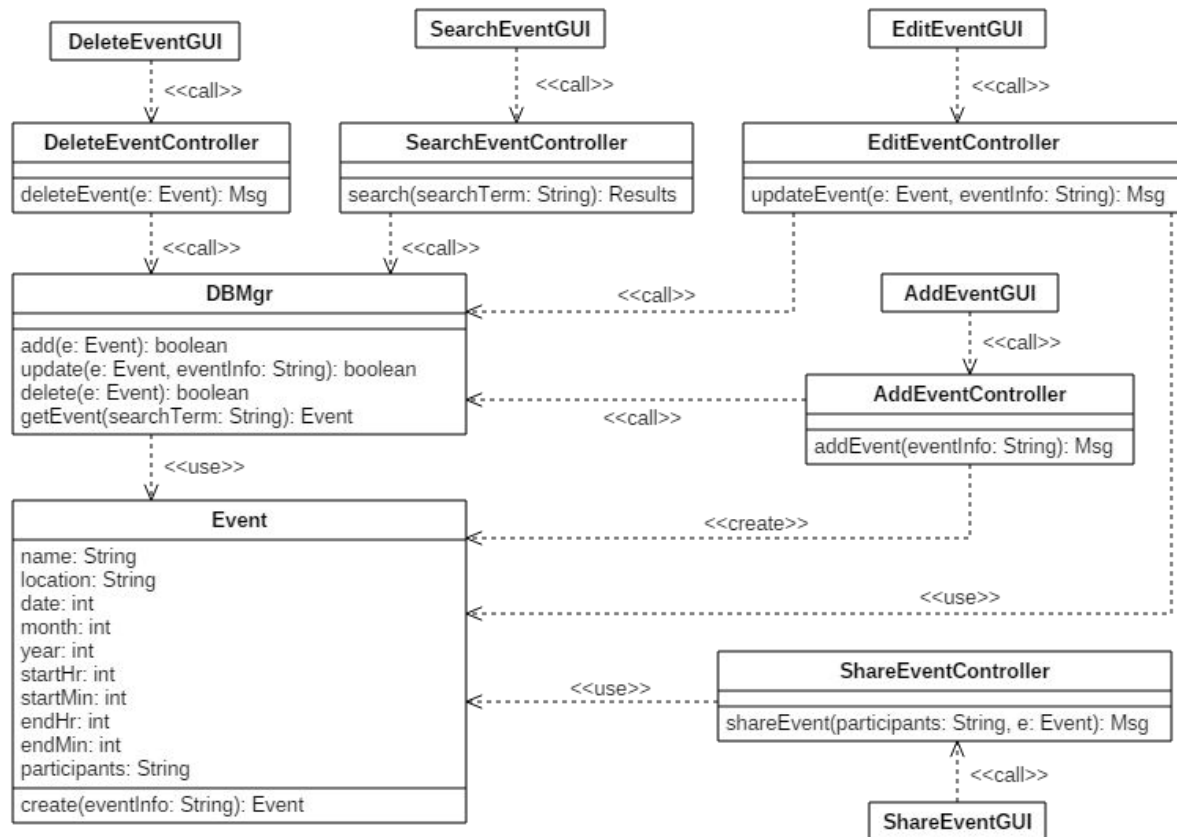 DeleteEventGUI
SearchEventGUI
EditEventGUI
<<call>>
<<call>>
<<call>>
DeleteEventController
deleteEvent(e: Event): Msg
SearchEventController
search(searchTerm: String): Results
EditEventController
updateEvent(e: Event, eventInfo: String): Msg
<<call>>
<<call>>
DBMgr
add(e: Event): boolean
update(e: Event, eventInfo: String): boolean
delete(e: Event): boolean
getEvent(searchTerm: String): Event
<<call>>
AddEventGUI
<<call>>
AddEventController
addEvent(eventInfo: String): Msg
<<call>>
<<use>>
Event
name: String
location: String
date: int
month: int
year: int
startHr: int
startMin: int
endHr: int
endMin: int
participants: String
create(eventInfo: String): Event
<<create>>
<<use>>
<<use>>
ShareEventController
shareEvent(participants: String, e: Event): Msg
<<call>>
ShareEventGUI